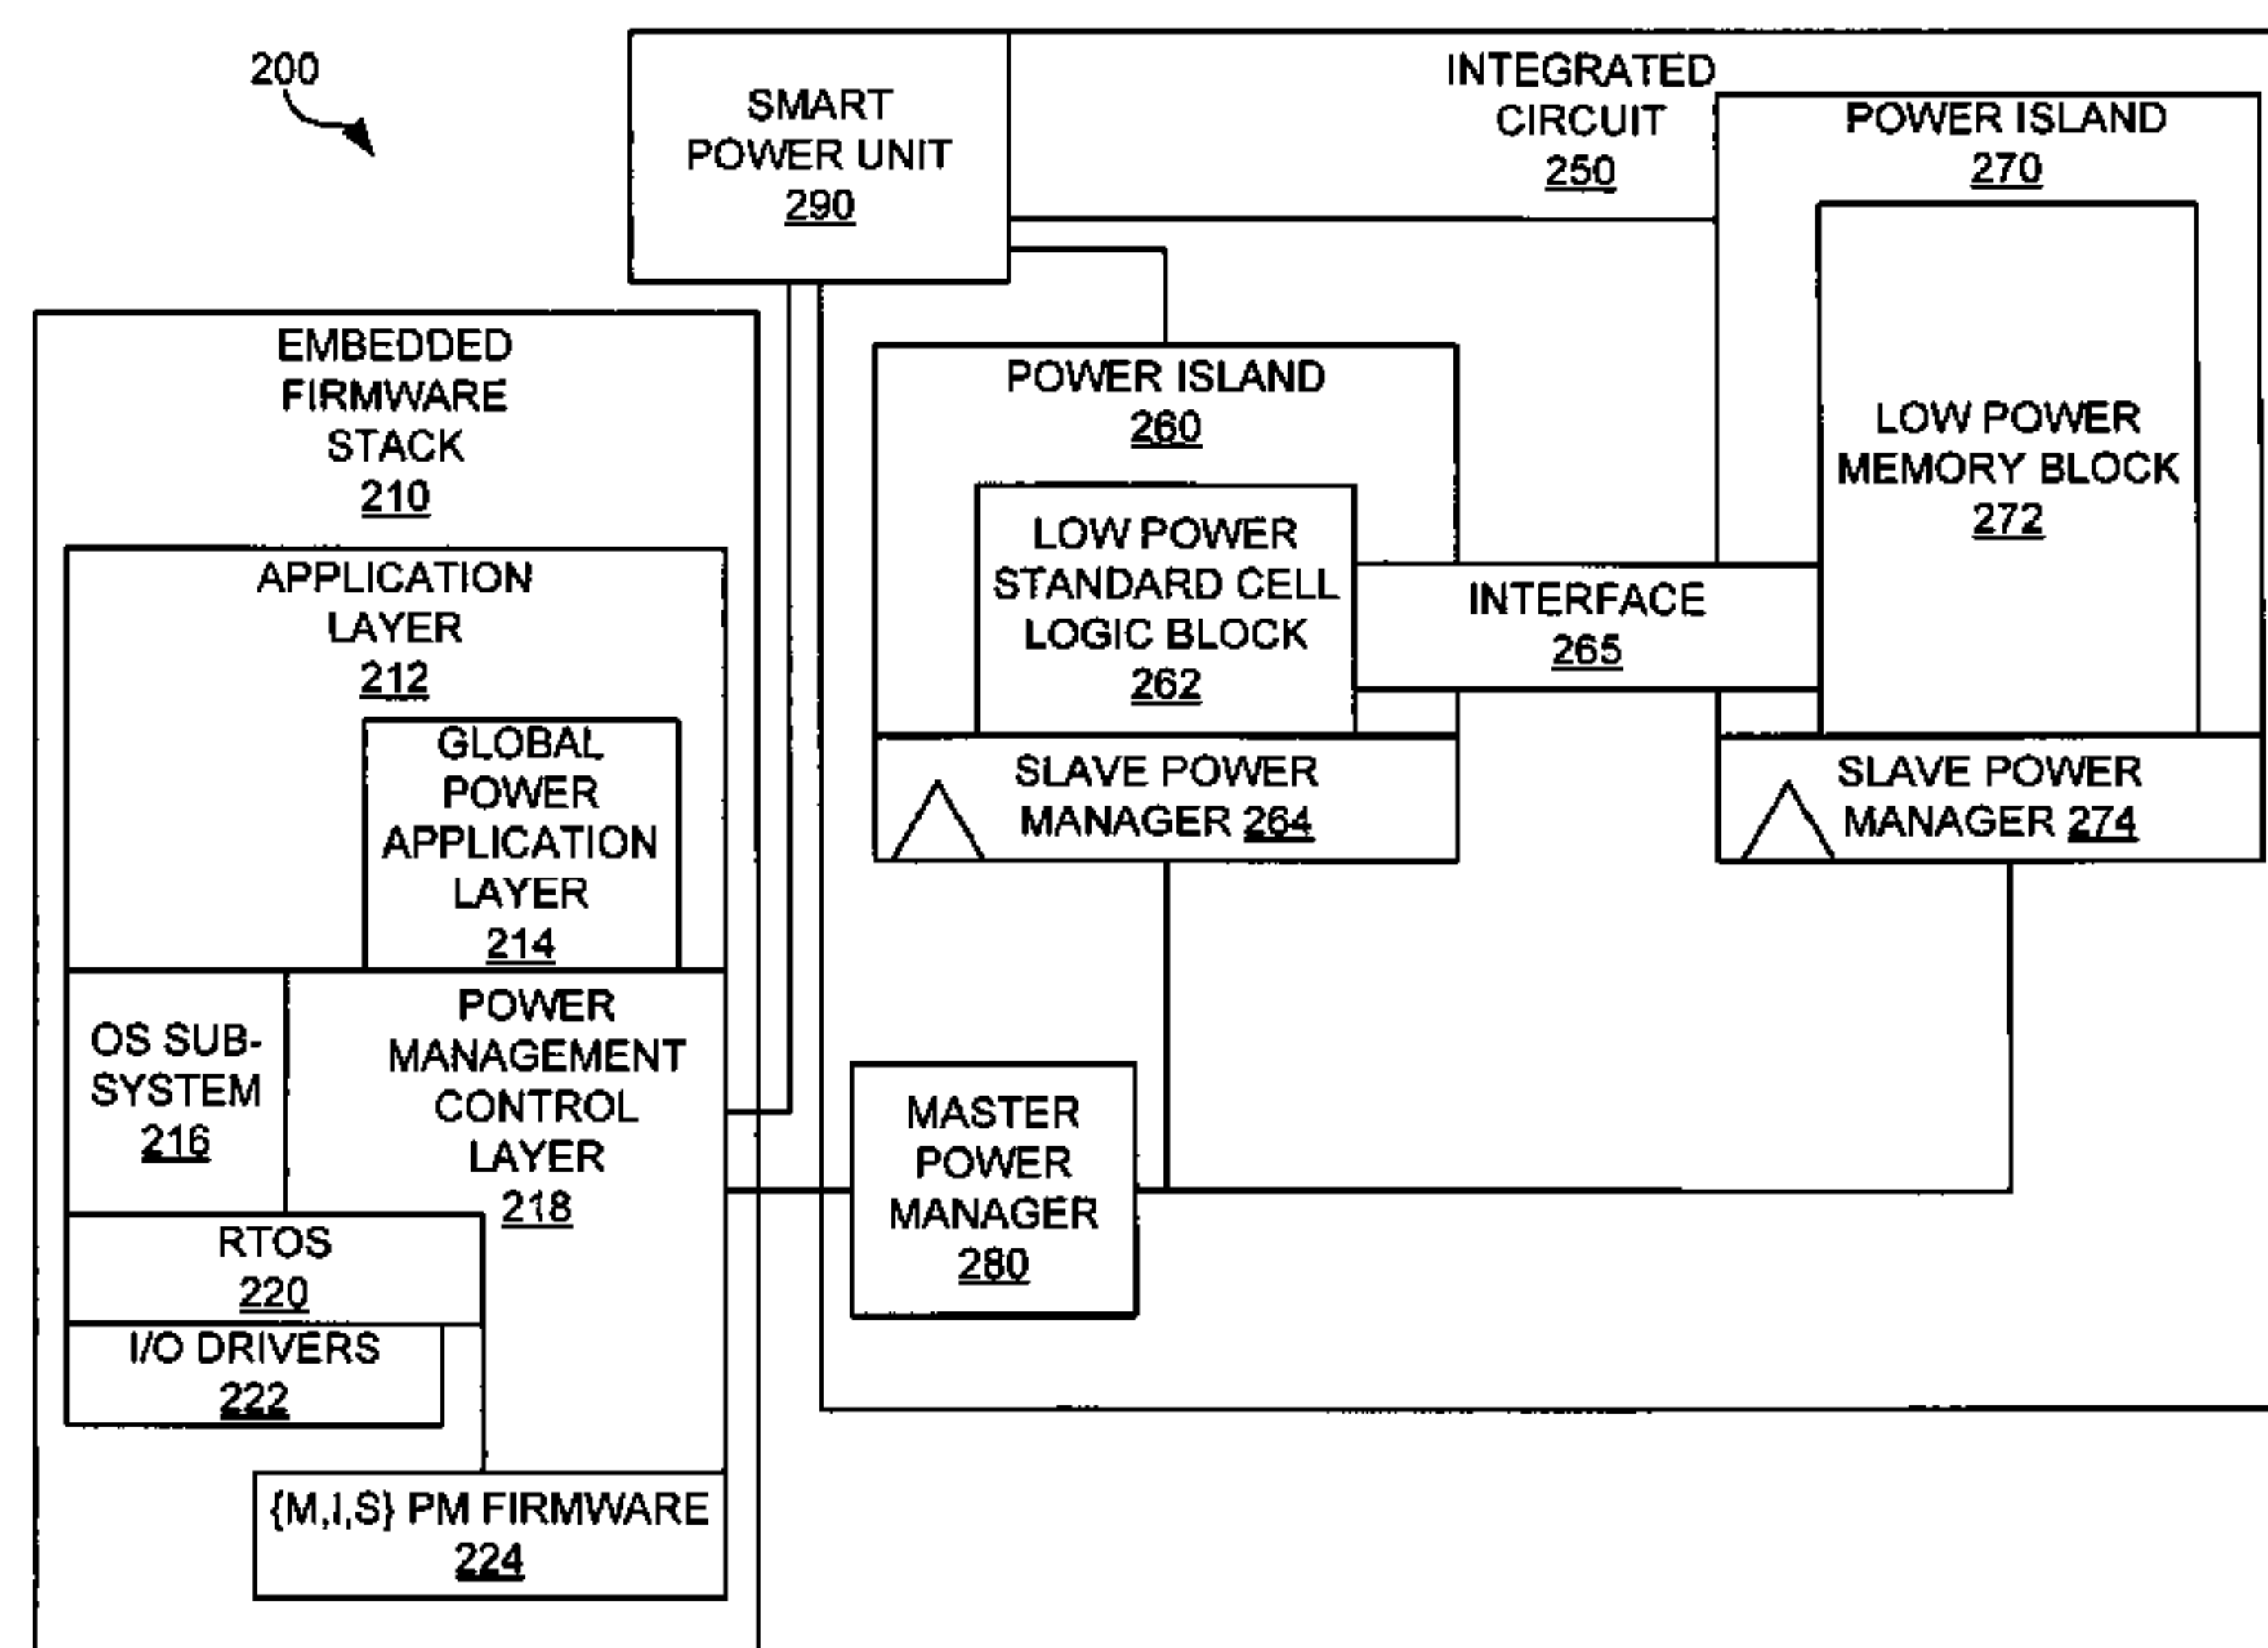 200
SMART
POWER UNIT
290
INTEGRATED
CIRCUIT
250
POWER ISLAND
270
LOW POWER
MEMORY BLOCK
272
SLAVE POWER
MANAGER 274
POWER ISLAND
260
LOW POWER
STANDARD CELL
LOGIC BLOCK
262
SLAVE POWER
MANAGER 264
INTERFACE
265
MASTER
POWER
MANAGER
280
EMBEDDED
FIRMWARE
STACK
210
APPLICATION
LAYER
212
GLOBAL
POWER
APPLICATION
LAYER
214
OS SUB-
SYSTEM
216
POWER
MANAGEMENT
CONTROL
LAYER
218
RTOS
220
I/O DRIVERS
222
{M,I,S} PM FIRMWARE
224